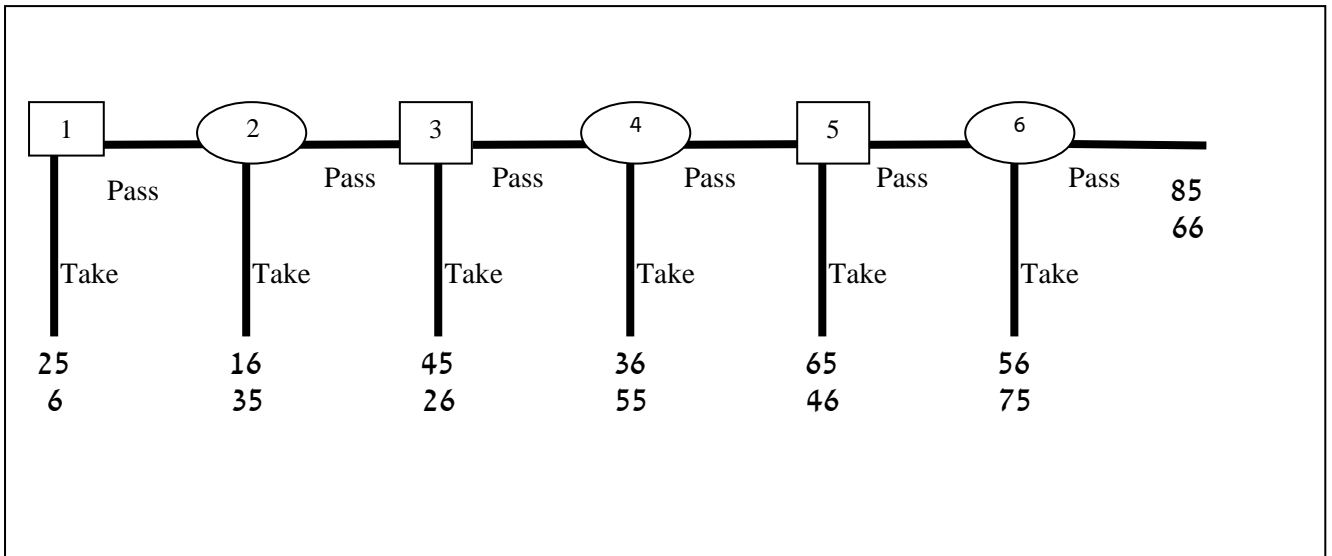 1 2 3 4 5 6
Pass Pass Pass Pass Pass Pass
85
66
Take Take Take Take Take Take
25 16 45 36 65 56
6 35 26 55 46 75